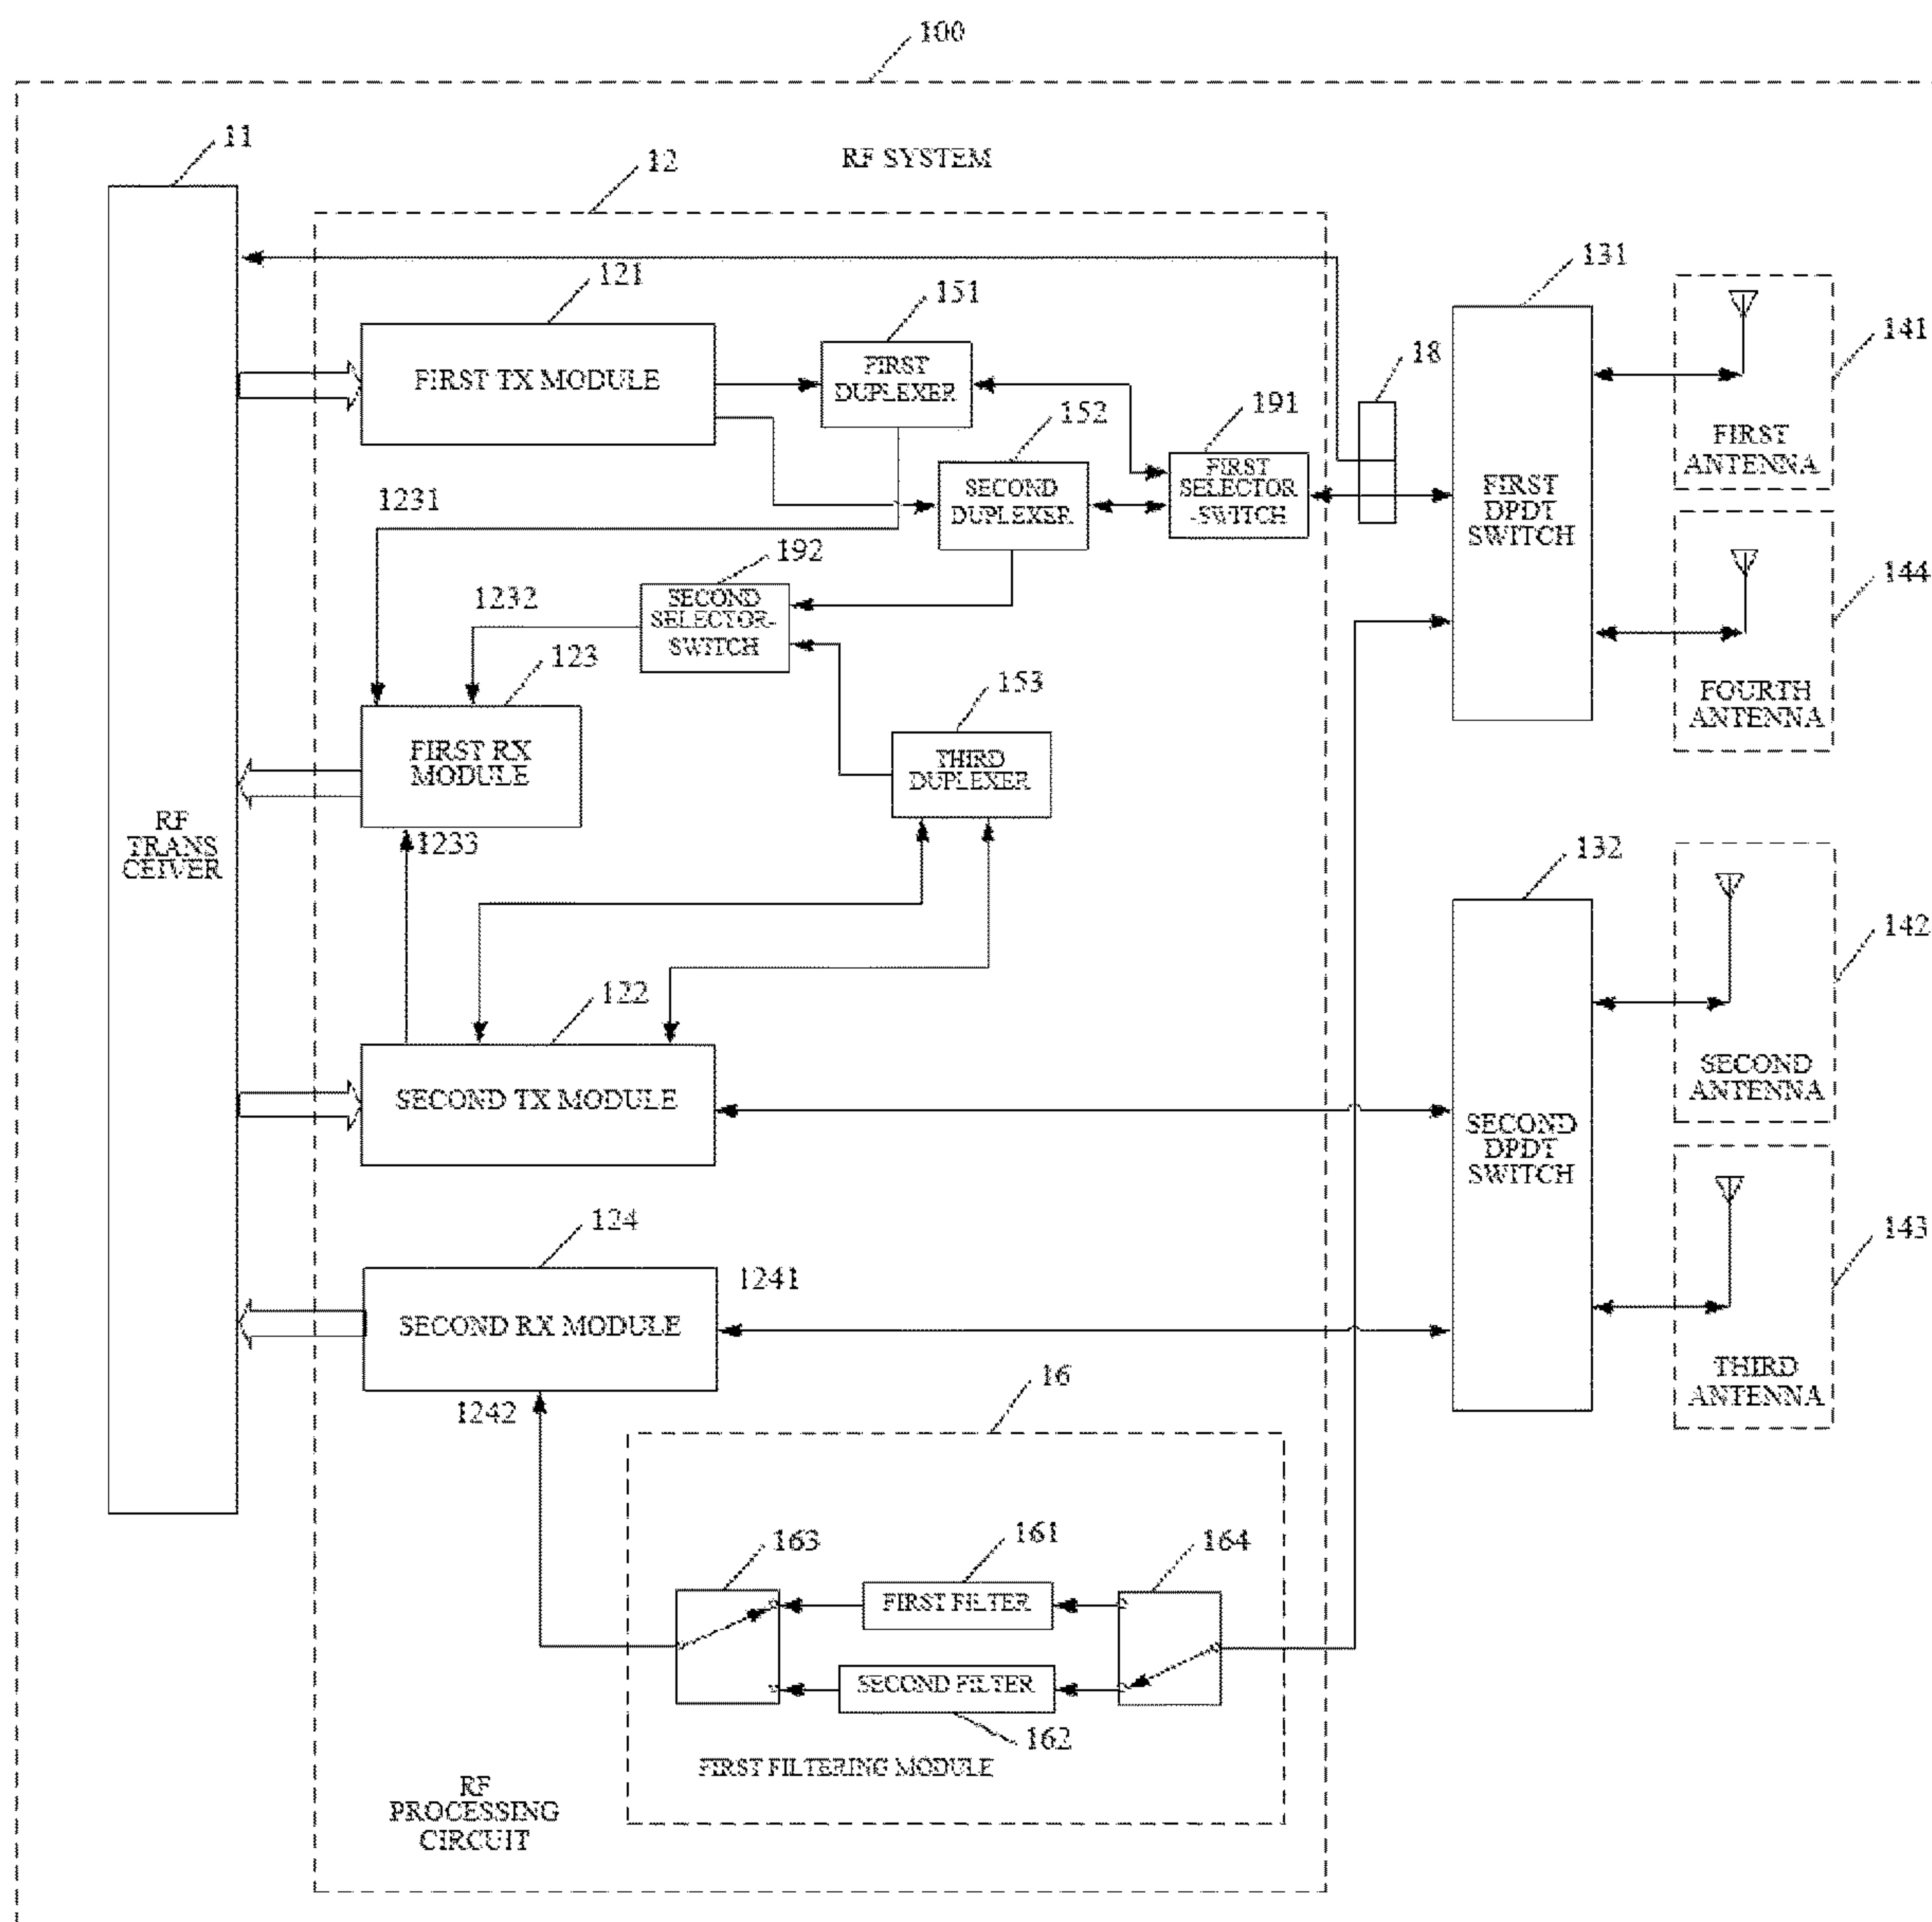 100
RF SYSTEM
11
12
121
151
131
141
FIRST TX MODULE
FIRST
DUPLEXER
152
191
18
FIRST
ANTENNA
1231
SECOND
DUPLEXER
FIRST
SELECTOR
-SWITCH
FIRST
DPDT
SWITCH
192
1232
SECOND
SELECTOR-
SWITCH
144
123
153
FOURTH
ANTENNA
FIRST RX
MODULE
THIRD
DUPLEXER
RF
TRANS
CEIVER
1233
132
142
122
SECOND
ANTENNA
SECOND TX MODULE
SECOND
DPDT
SWITCH
124
143
1241
SECOND RX MODULE
THIRD
ANTENNA
1242
16
163
161
164
FIRST FILTER
SECOND FILTER
162
FIRST FILTERING MODULE
RF
PROCESSING
CIRCUIT